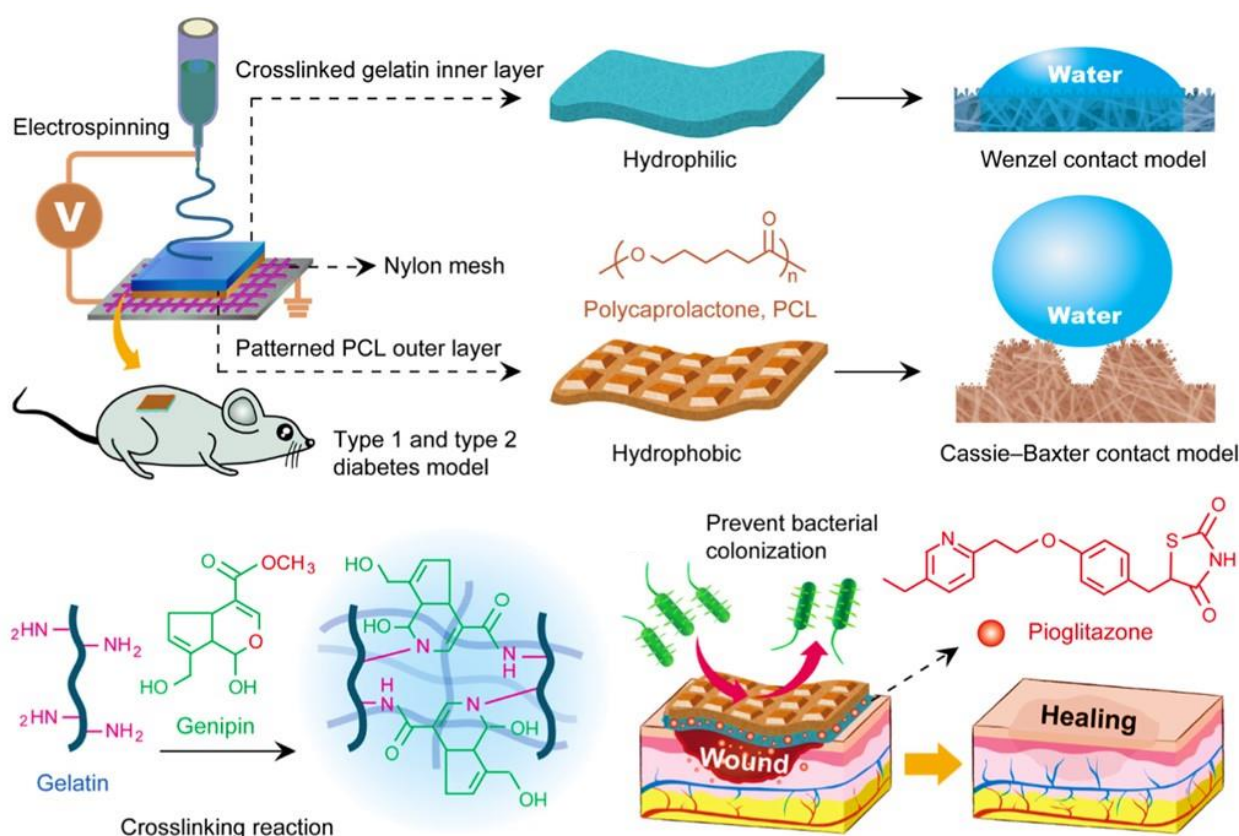 Electrospinning
V
Crosslinked gelatin inner layer
Nylon mesh
Patterned PCL outer layer
Type 1 and type 2
diabetes model
Hydrophilic
Water
Wenzel contact model
O
O
n
Polycaprolactone, PCL
Hydrophobic
Water
Cassie–Baxter contact model
2HN
NH2
2HN
NH2
Gelatin
O
OCH3
O
HO
OH
Genipin
Crosslinking reaction
HO
HO
O
N
N
H
H
N
N
O
OH
OH
Prevent bacterial
colonization
Wound
N
O
S
O
NH
O
Pioglitazone
Healing